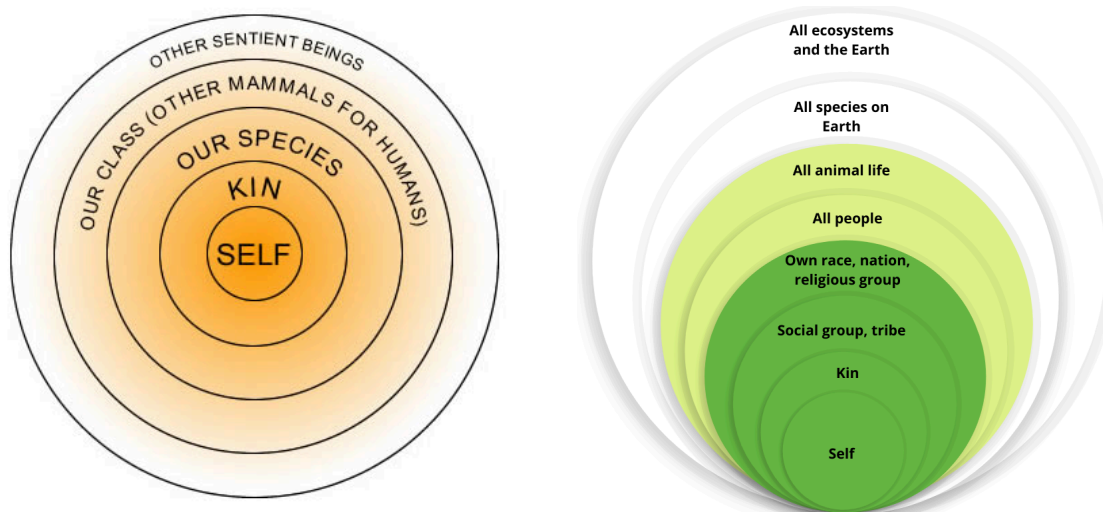 OTHER SENTIENT BEINGS
OUR CLASS (OTHER MAMMALS FOR HUMANS)
OUR SPECIES
KIN
SELF
All ecosystems
and the Earth
All species on
Earth
All animal life
All people
Own race, nation,
religious group
Social group, tribe
Kin
Self